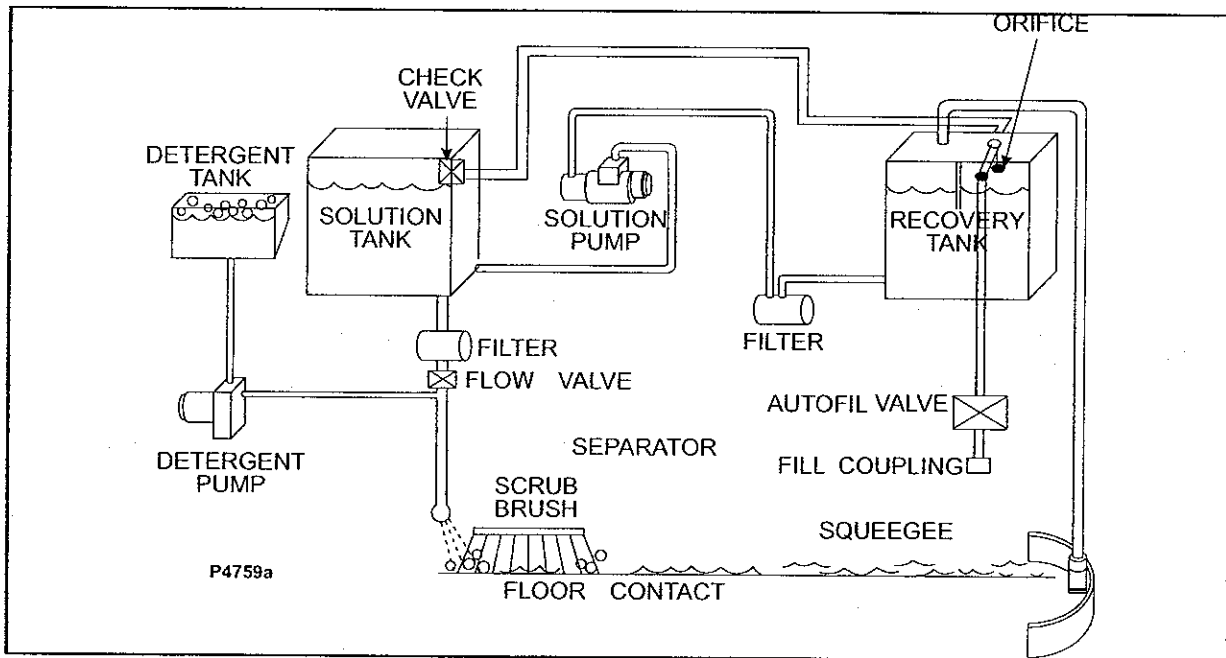 ORIFICE
CHECK
VALVE
DETERGENT
TANK
SOLUTION
TANK
SOLUTION
PUMP
RECOVERY
TANK
FILTER
FILTER
FLOW VALVE
AUTOFIL VALVE
SEPARATOR
FILL COUPLING
DETERGENT
PUMP
SCRUB
BRUSH
SQUEEGEE
P4759a
FLOOR CONTACT